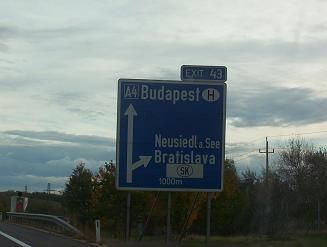 EXIT 43
A4 Budapest H
Neusiedl a. See
Bratislava
SK
1000m